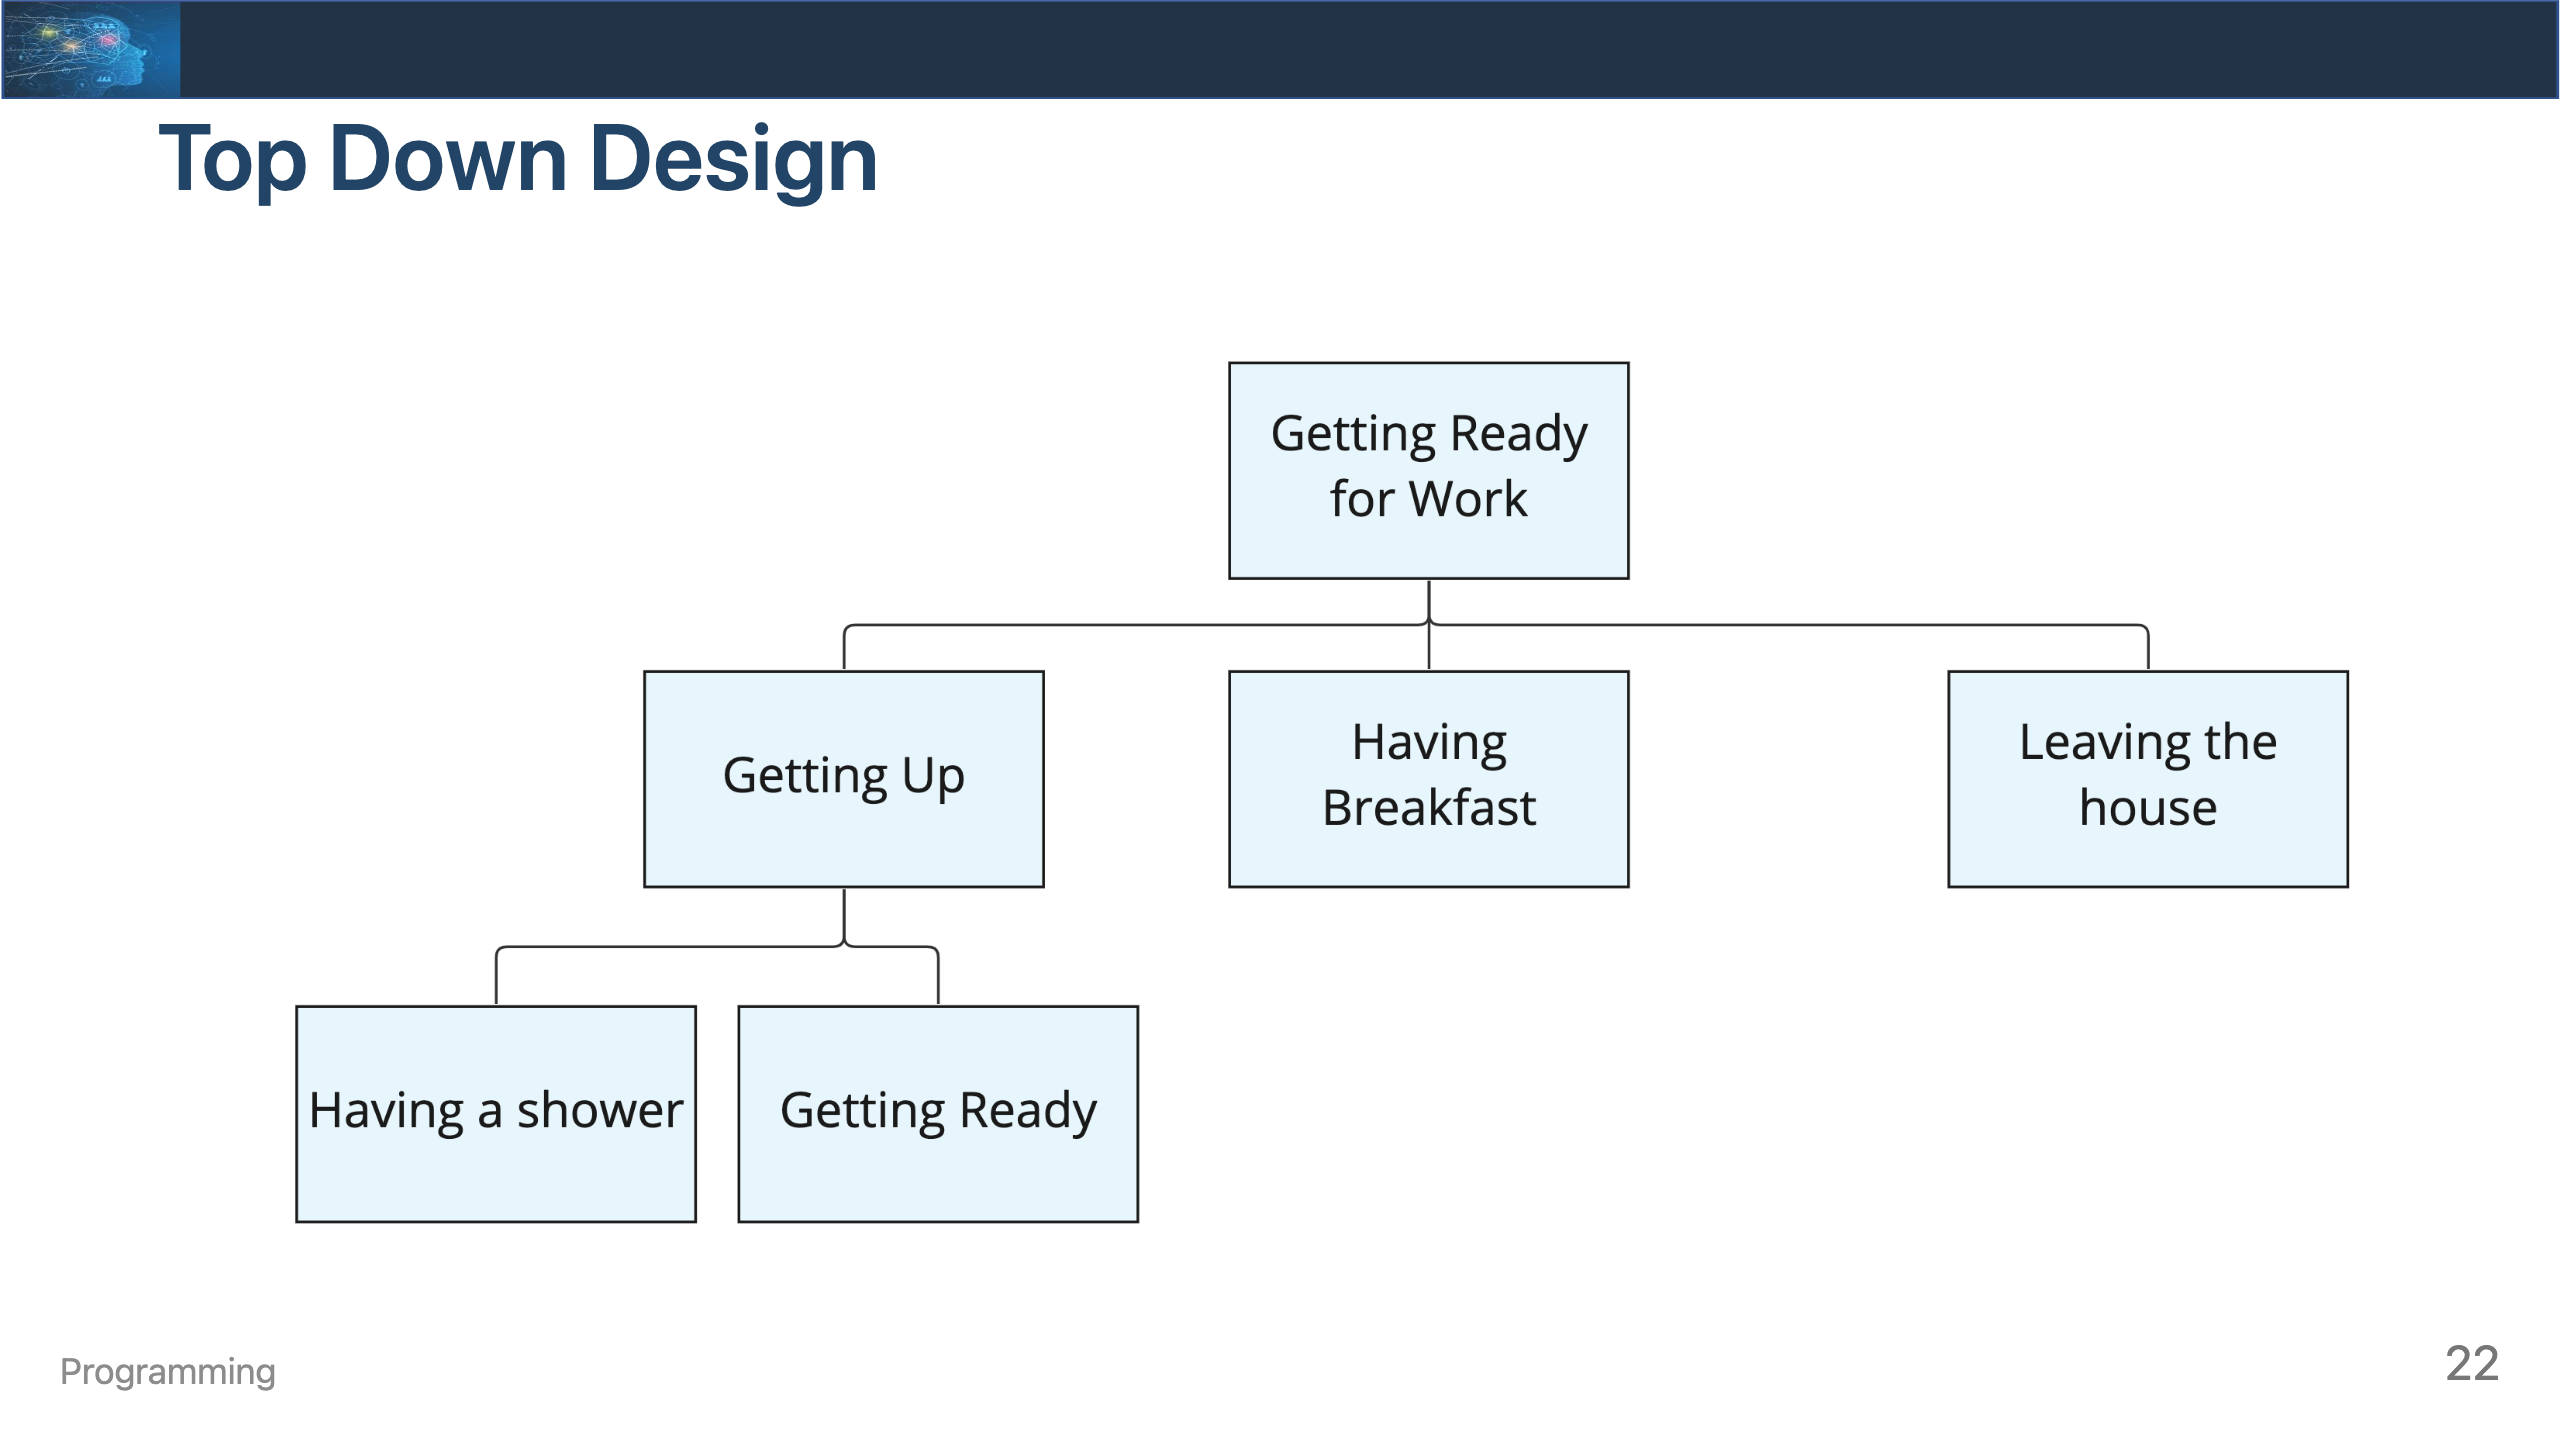 Top Down Design
Getting Ready
for Work
Getting Up
Having
Breakfast
Leaving the
house
Having a shower
Getting Ready
Programming
22